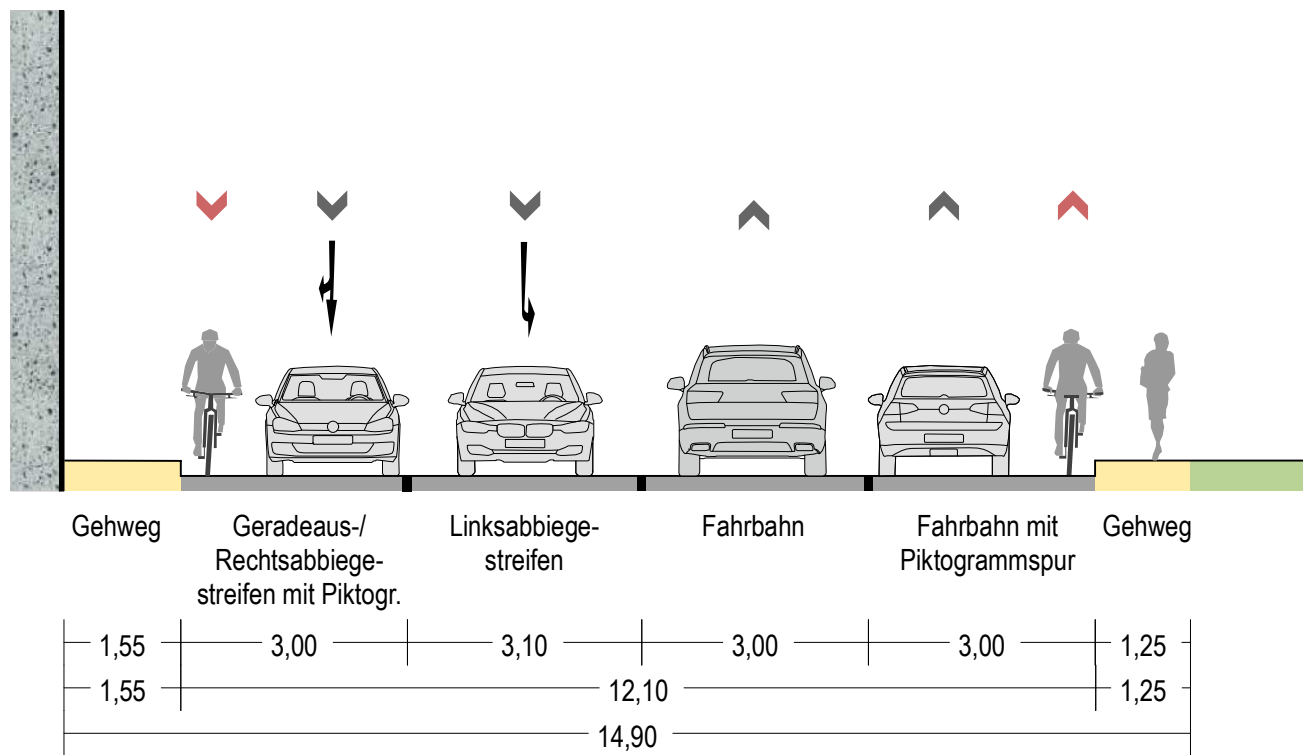 Gehweg
Geradeaus-/
Rechtsabbiege-
streifen mit Piktogr.
Linksabbiege-
streifen
Fahrbahn
Fahrbahn mit
Piktogrammspur
Gehweg
1,55 3,00 3,10 3,00 3,00 1,25
1,55 12,10 1,25
14,90